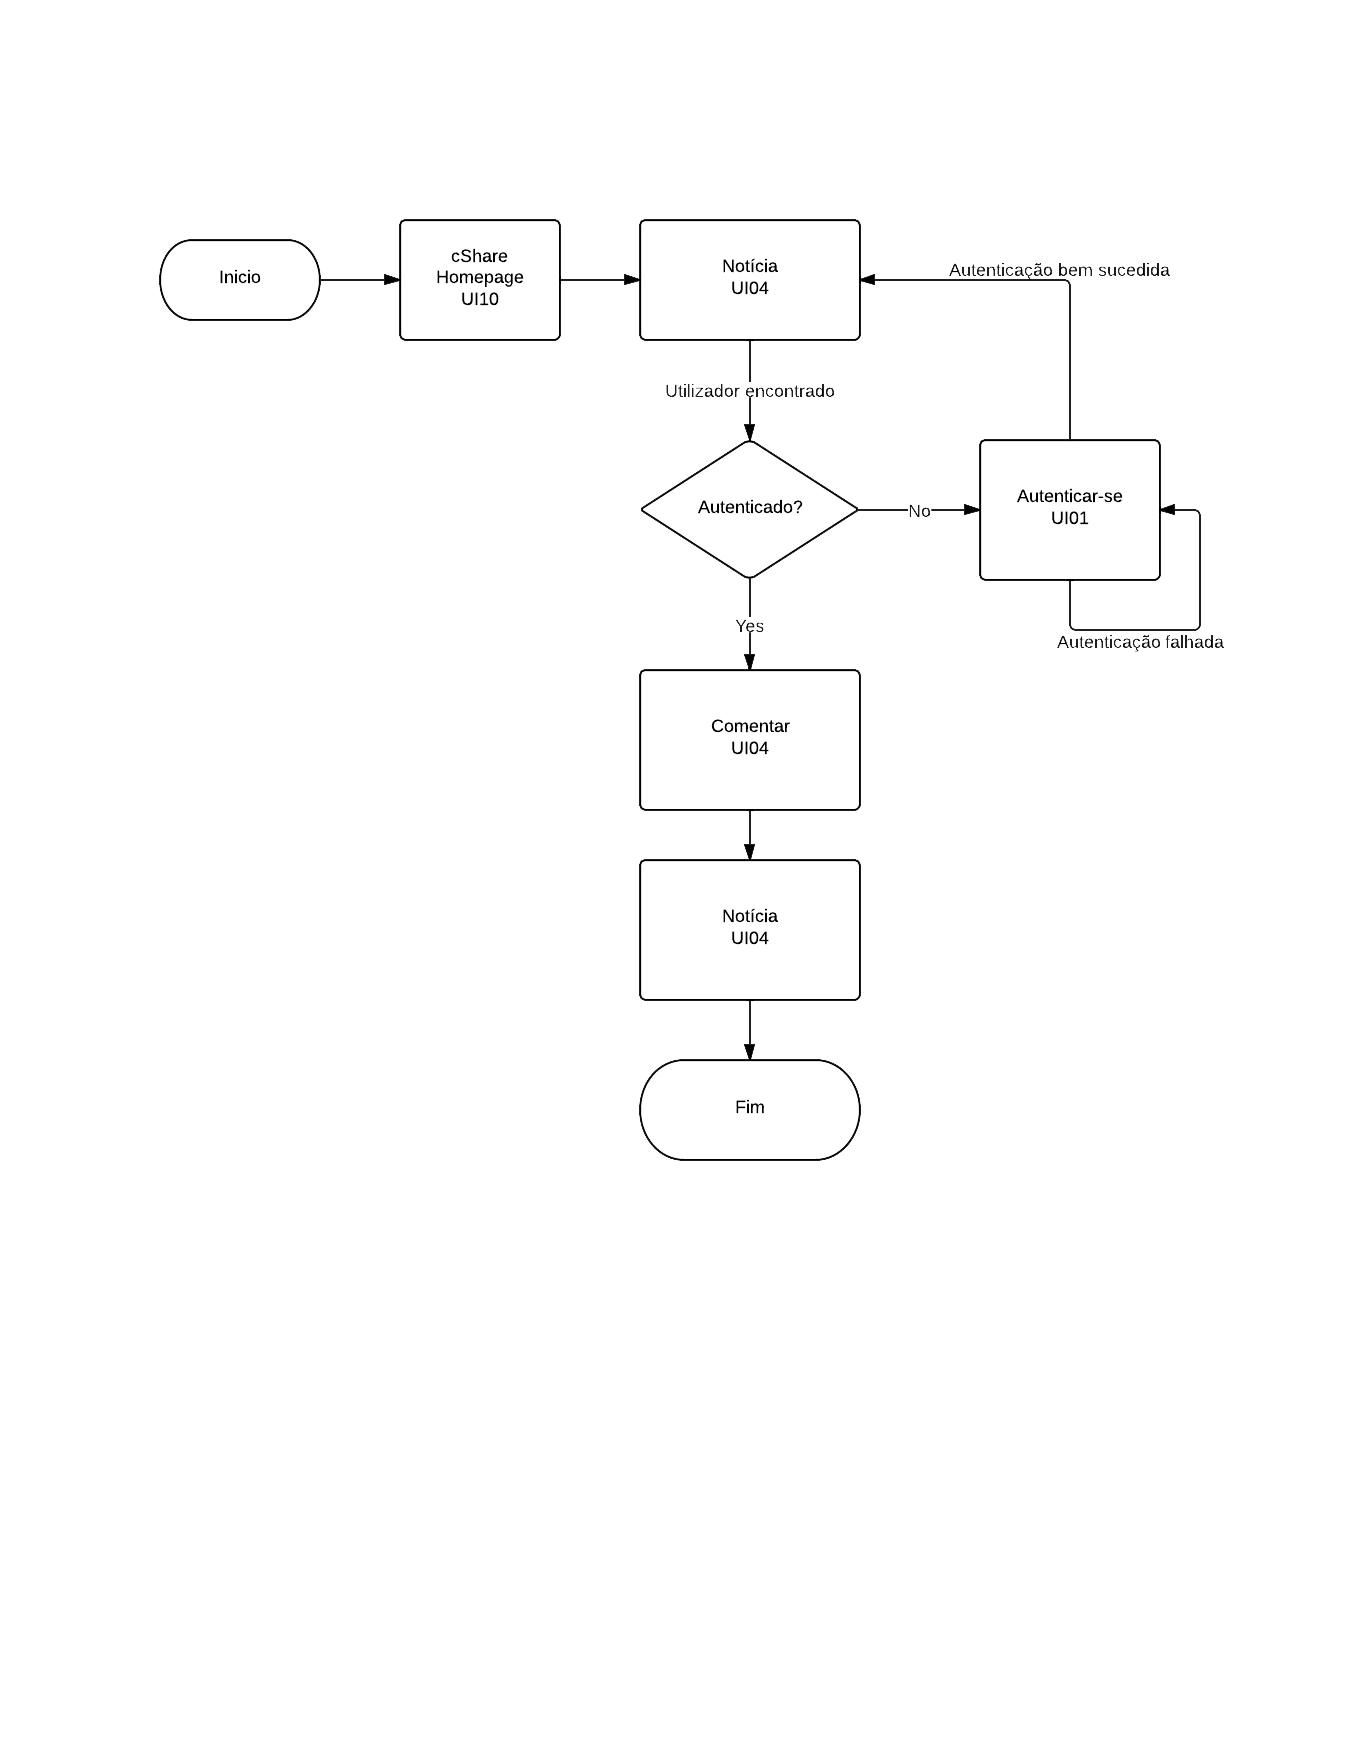 Inicio
cShare
Homepage
UI10
Notícia
UI04
Autenticação bem sucedida
Utilizador encontrado
Autenticado?
No
Autenticar-se
UI01
Autenticação falhada
Yes
Comentar
UI04
Notícia
UI04
Fim